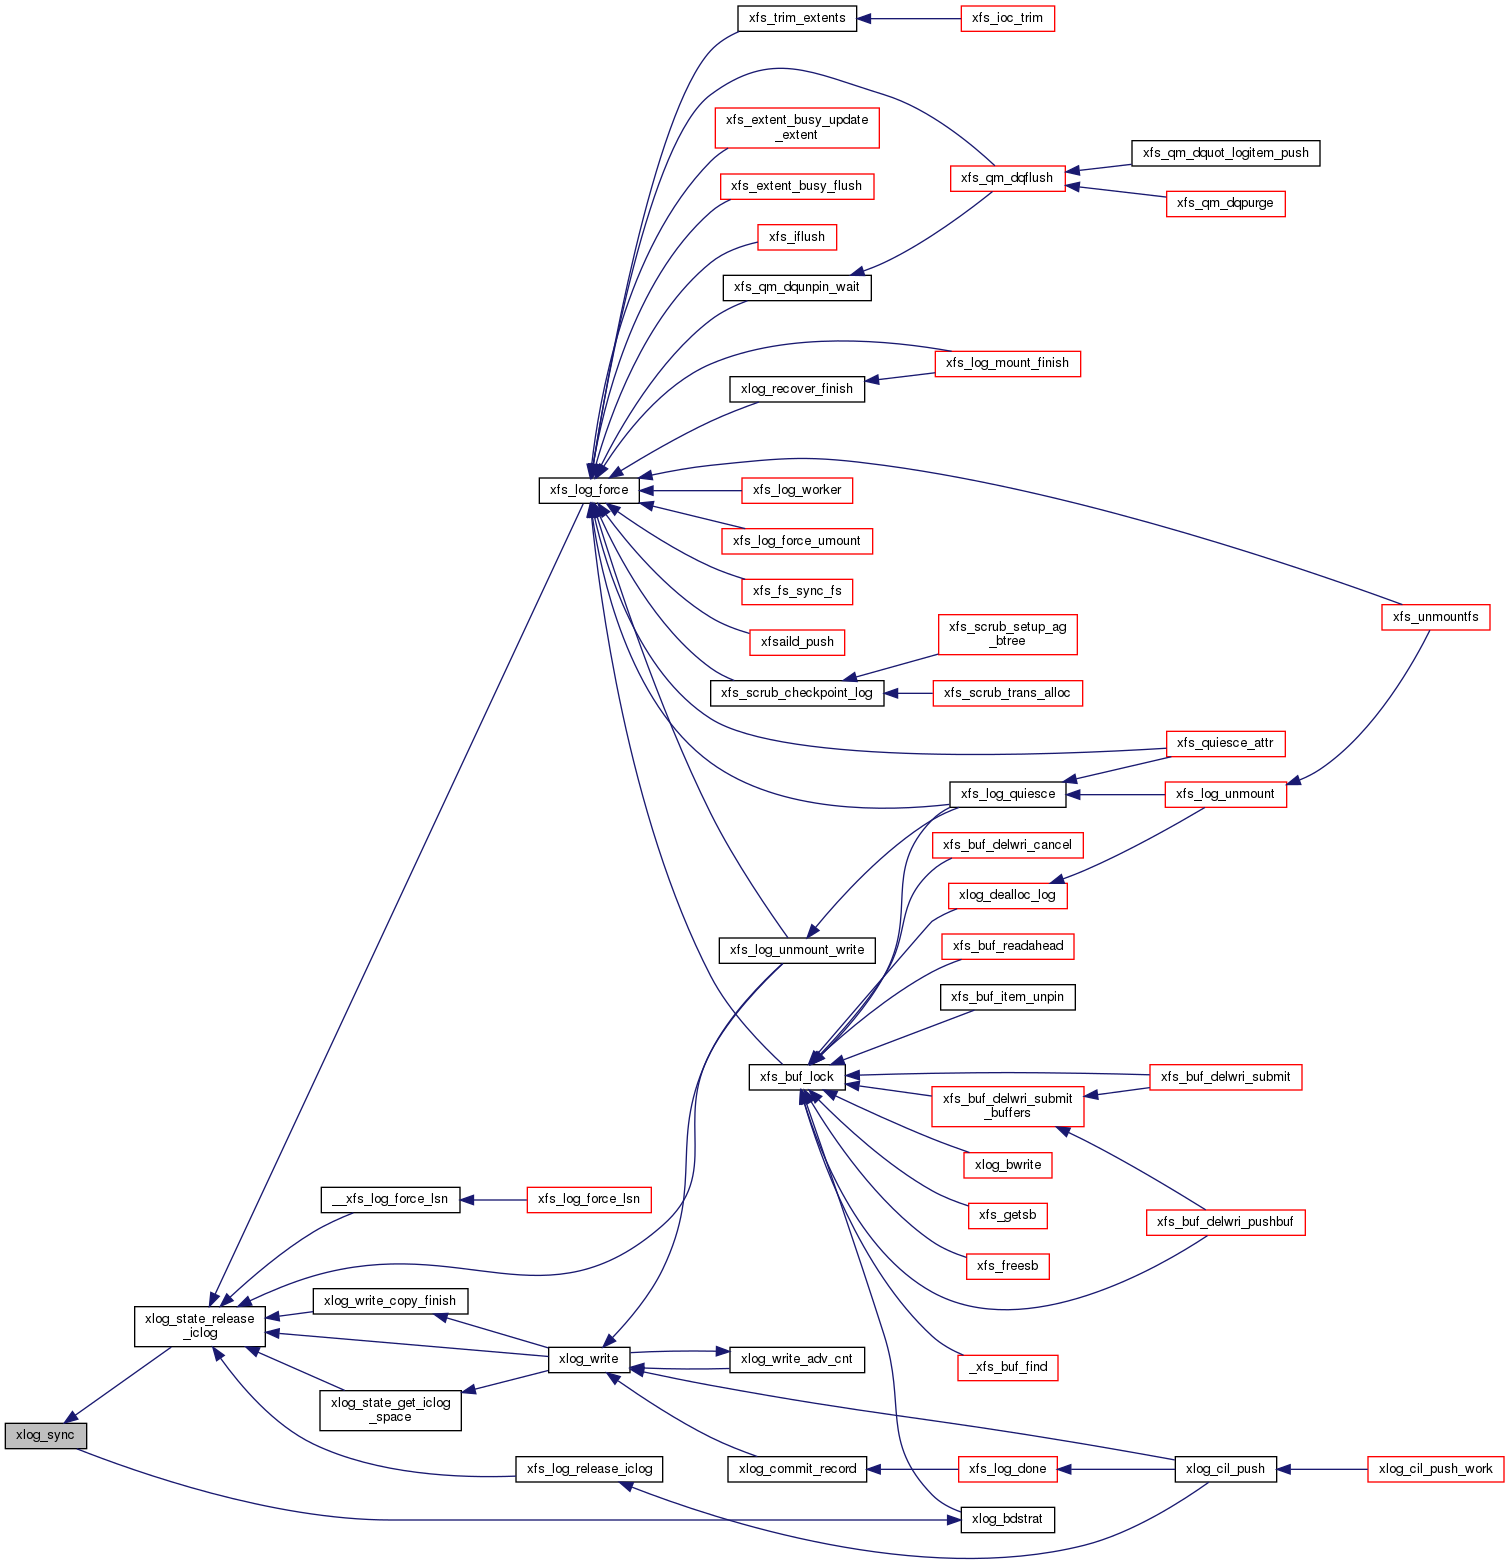 xfs_trim_extents
xfs_ioc_trim
xfs_extent_busy_update
_extent
xfs_qm_dquot_logitem_push
xfs_qm_dqflush
xfs_extent_busy_flush
xfs_qm_dqpurge
xfs_iflush
xfs_qm_dqunpin_wait
xfs_log_mount_finish
xlog_recover_finish
xfs_log_force
xfs_log_worker
xfs_log_force_umount
xfs_fs_sync_fs
xfs_unmountfs
xfs_scrub_setup_ag
_btree
xfsaild_push
xfs_scrub_checkpoint_log
xfs_scrub_trans_alloc
xfs_quiesce_attr
xfs_log_quiesce
xfs_log_unmount
xfs_buf_delwri_cancel
xlog_dealloc_log
xfs_log_unmount_write
xfs_buf_readahead
xfs_buf_item_unpin
xfs_buf_lock
xfs_buf_delwri_submit
xfs_buf_delwri_submit
_buffers
xlog_bwrite
__xfs_log_force_lsn
xfs_log_force_lsn
xfs_getsb
xfs_buf_delwri_pushbuf
xfs_freesb
xlog_write_copy_finish
xlog_state_release
_iclog
xlog_write
xlog_write_adv_cnt
_xfs_buf_find
xlog_state_get_iclog
_space
xlog_sync
xfs_log_release_iclog
xlog_commit_record
xfs_log_done
xlog_cil_push
xlog_cil_push_work
xlog_bdstrat